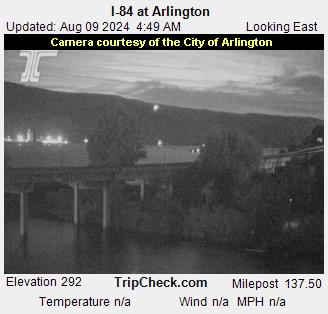 I-84 at Arlington
Updated: Aug 09 2024 4:49 AM Looking East
Camera courtesy of the City of Arlington
Elevation 292 TripCheck.com Milepost 137.50
Temperature n/a Wind n/a MPH n/a